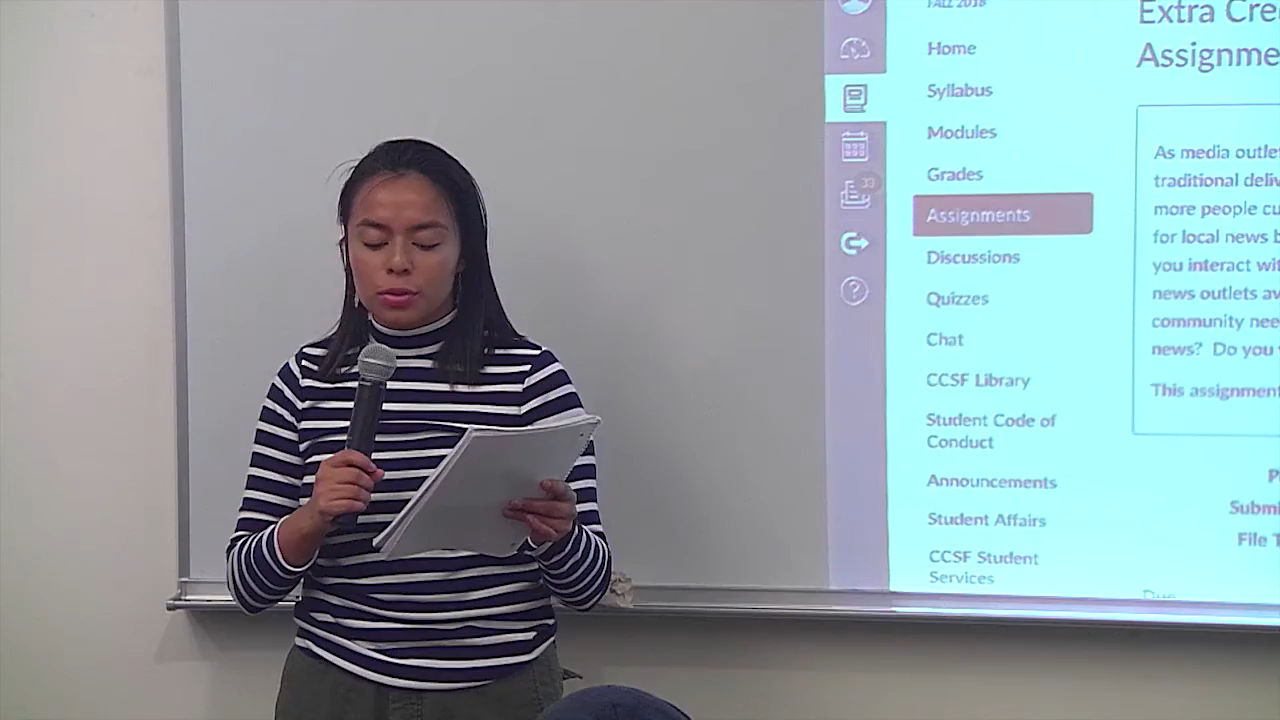 FALL 2018
Home
Syllabus
Modules
Grades
Assignments
Discussions
Quizzes
Chat
CCSF Library
Student Code of
Conduct
Announcements
Student Affairs
CCSF Student
Services
33
Extra Cre
Assignme
As media outle
traditional deliv
more people cu
for local news b
you interact wit
news outlets av
community nee
news? Do you
This assignment
P
Submi
File T
Due